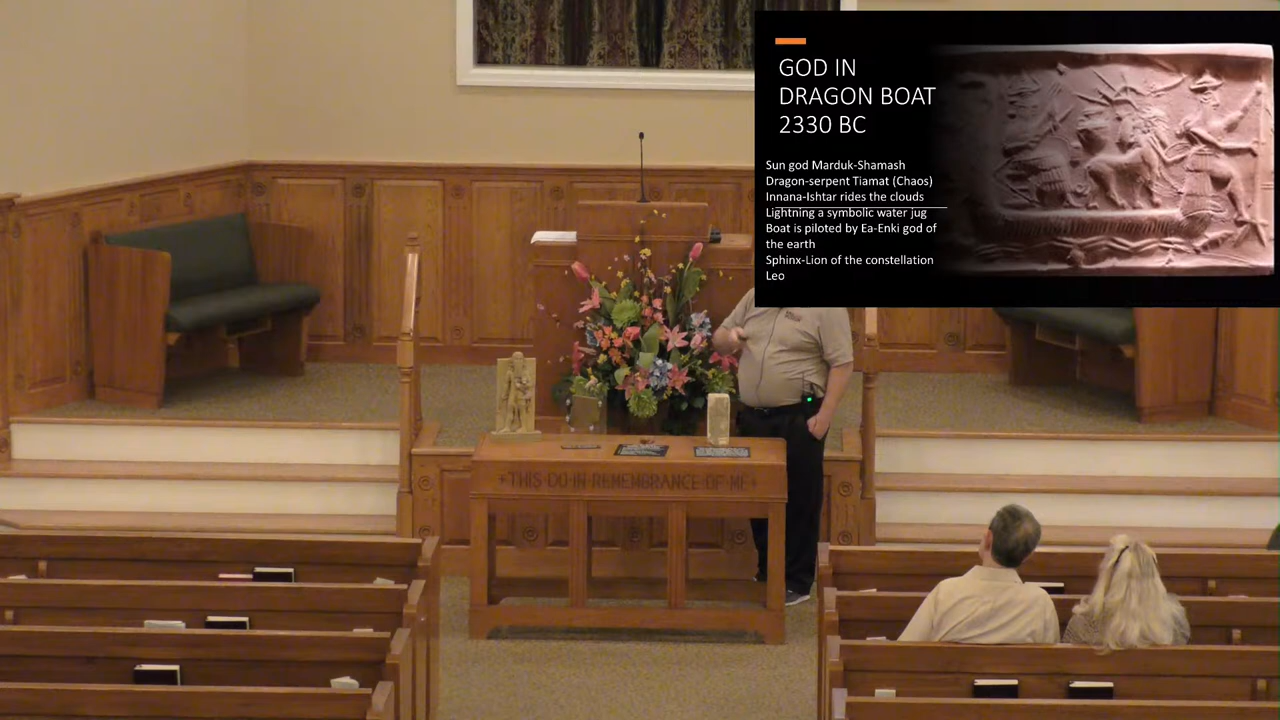 GOD IN
DRAGON BOAT
2330 BC
Sun god Marduk-Shamash
Dragon-serpent Tiamat (Chaos)
Innana-Ishtar rides the clouds
Lightning a symbolic water jug
Boat is piloted by Ea-Enki god of
the earth
Sphinx-Lion of the constellation
Leo
THIS DO IN REMEMBRANCE OF ME